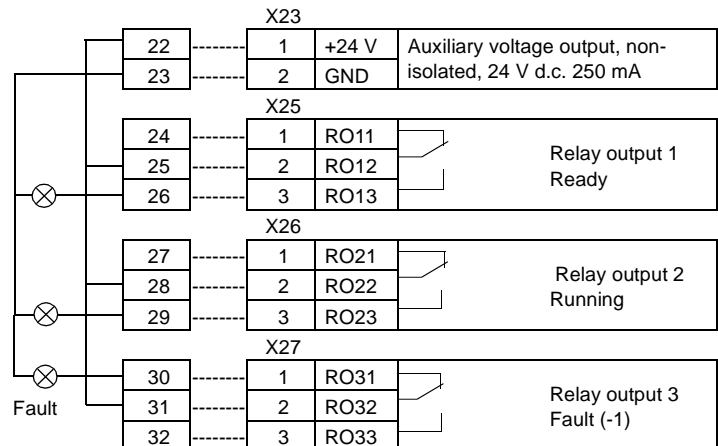 X23
22 1 +24 V Auxiliary voltage output, non-
23 2 GND isolated, 24 V d.c. 250 mA
X25
24 1 RO11
25 2 RO12 Relay output 1
26 3 RO13 Ready
X26
27 1 RO21
28 2 RO22 Relay output 2
29 3 RO23 Running
X27
30 1 RO31
31 2 RO32 Relay output 3
Fault
32 3 RO33 Fault (-1)